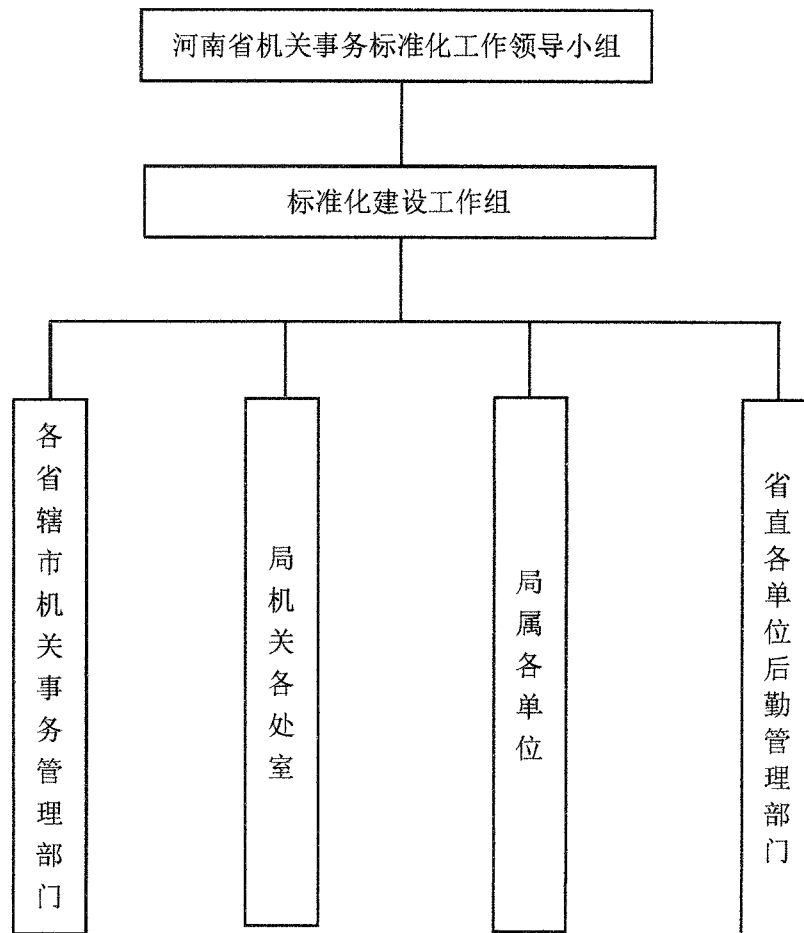 河南省机关事务标准化工作领导小组
标准化建设工作组
各省辖市机关事务管理部门
局机关各处室
局属各单位
省直各单位后勤管理部门